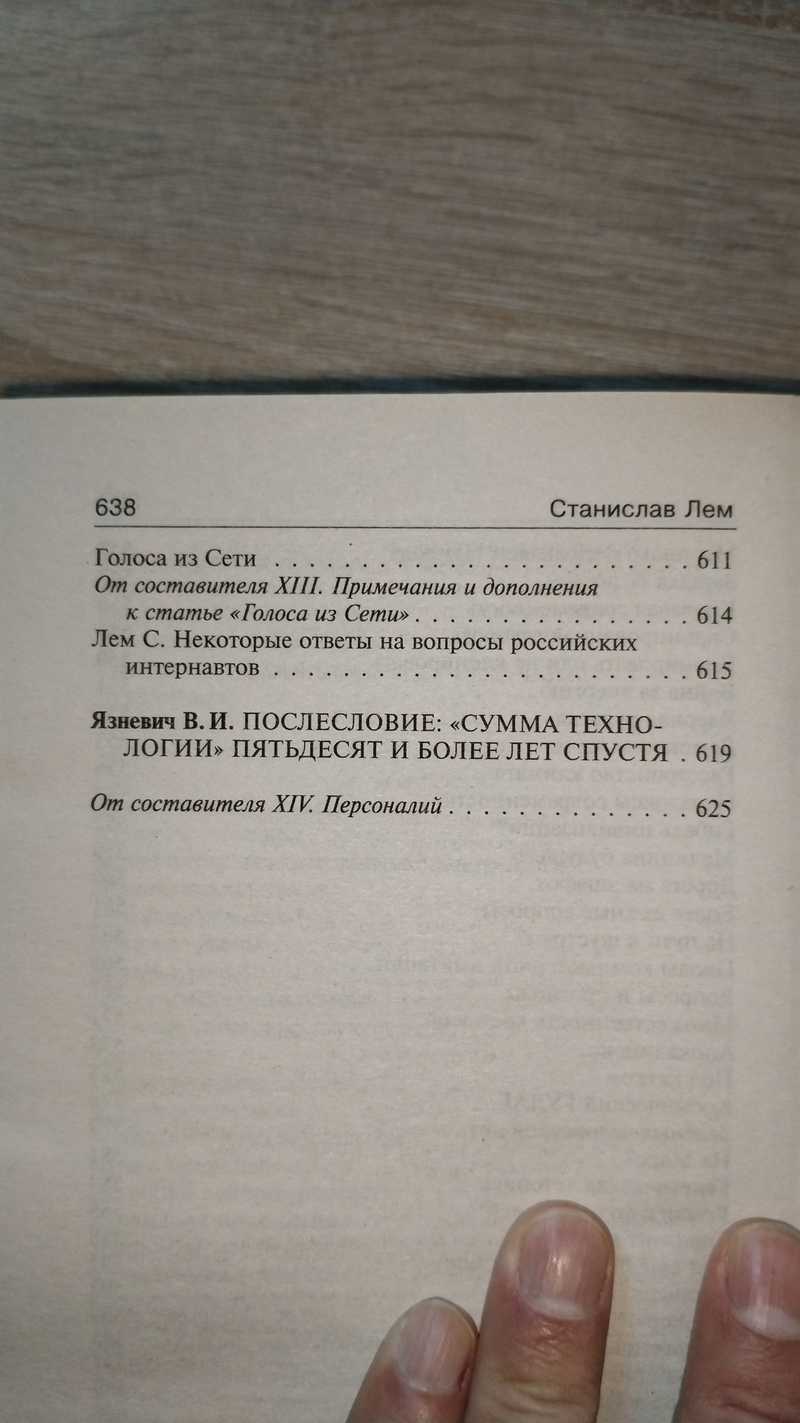 638 Станислав Лем
Голоса из Сети . . . . . . . . . . . . . . . . . . . . . . . . 611
От составителя XIII. Примечания и дополнения
к статье «Голоса из Сети» . . . . . . . . . . . . . . . . 614
Лем С. Некоторые ответы на вопросы российских
интернавтов . . . . . . . . . . . . . . . . . . . . . . . . 615
Язневич В. И. ПОСЛЕСЛОВИЕ: «СУММА ТЕХНО-
ЛОГИИ» ПЯТЬДЕСЯТ И БОЛЕЕ ЛЕТ СПУСТЯ . 619
От составителя XIV. Персоналий . . . . . . . . . . . . . . 625